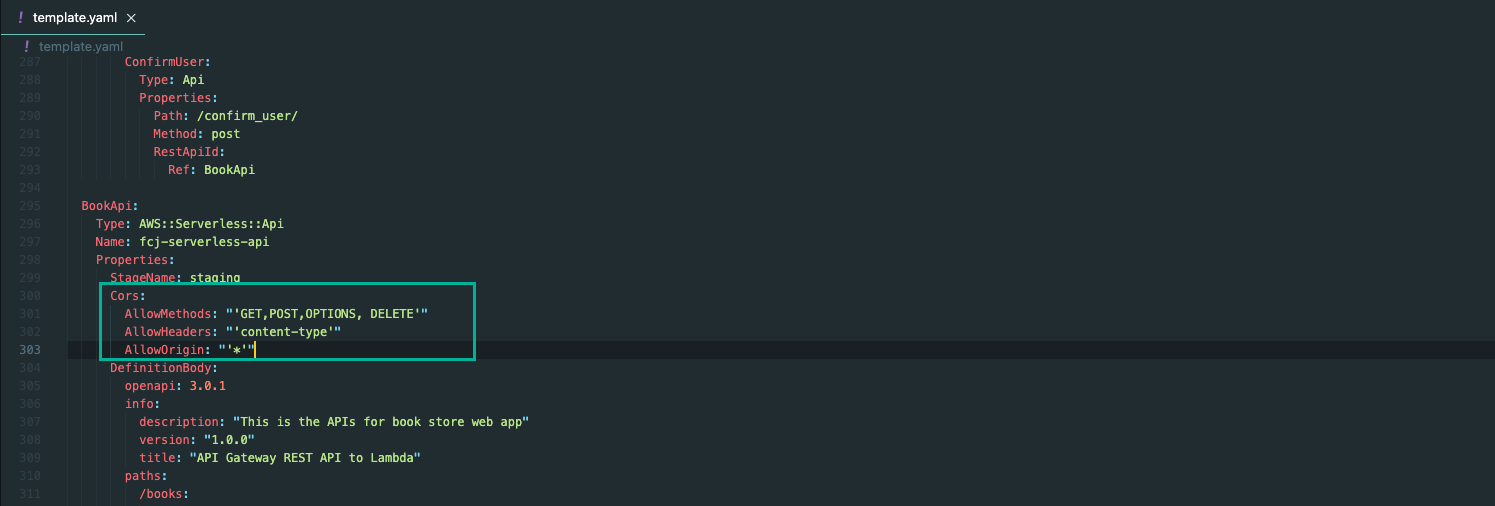 ! template.yaml ×
! template.yaml
287 ConfirmUser:
288 Type: Api
289 Properties:
290 Path: /confirm_user/
291 Method: post
292 RestApiId:
293 Ref: BookApi
294
295 BookApi:
296 Type: AWS::Serverless::Api
297 Name: fcj-serverless-api
298 Properties:
299 StageName: staging
300 Cors:
301 AllowMethods: "'GET,POST,OPTIONS, DELETE'"
302 AllowHeaders: "'content-type'"
303 AllowOrigin: "'*'"
304 DefinitionBody:
305 openapi: 3.0.1
306 info:
307 description: "This is the APIs for book store web app"
308 version: "1.0.0"
309 title: "API Gateway REST API to Lambda"
310 paths:
311 /books: